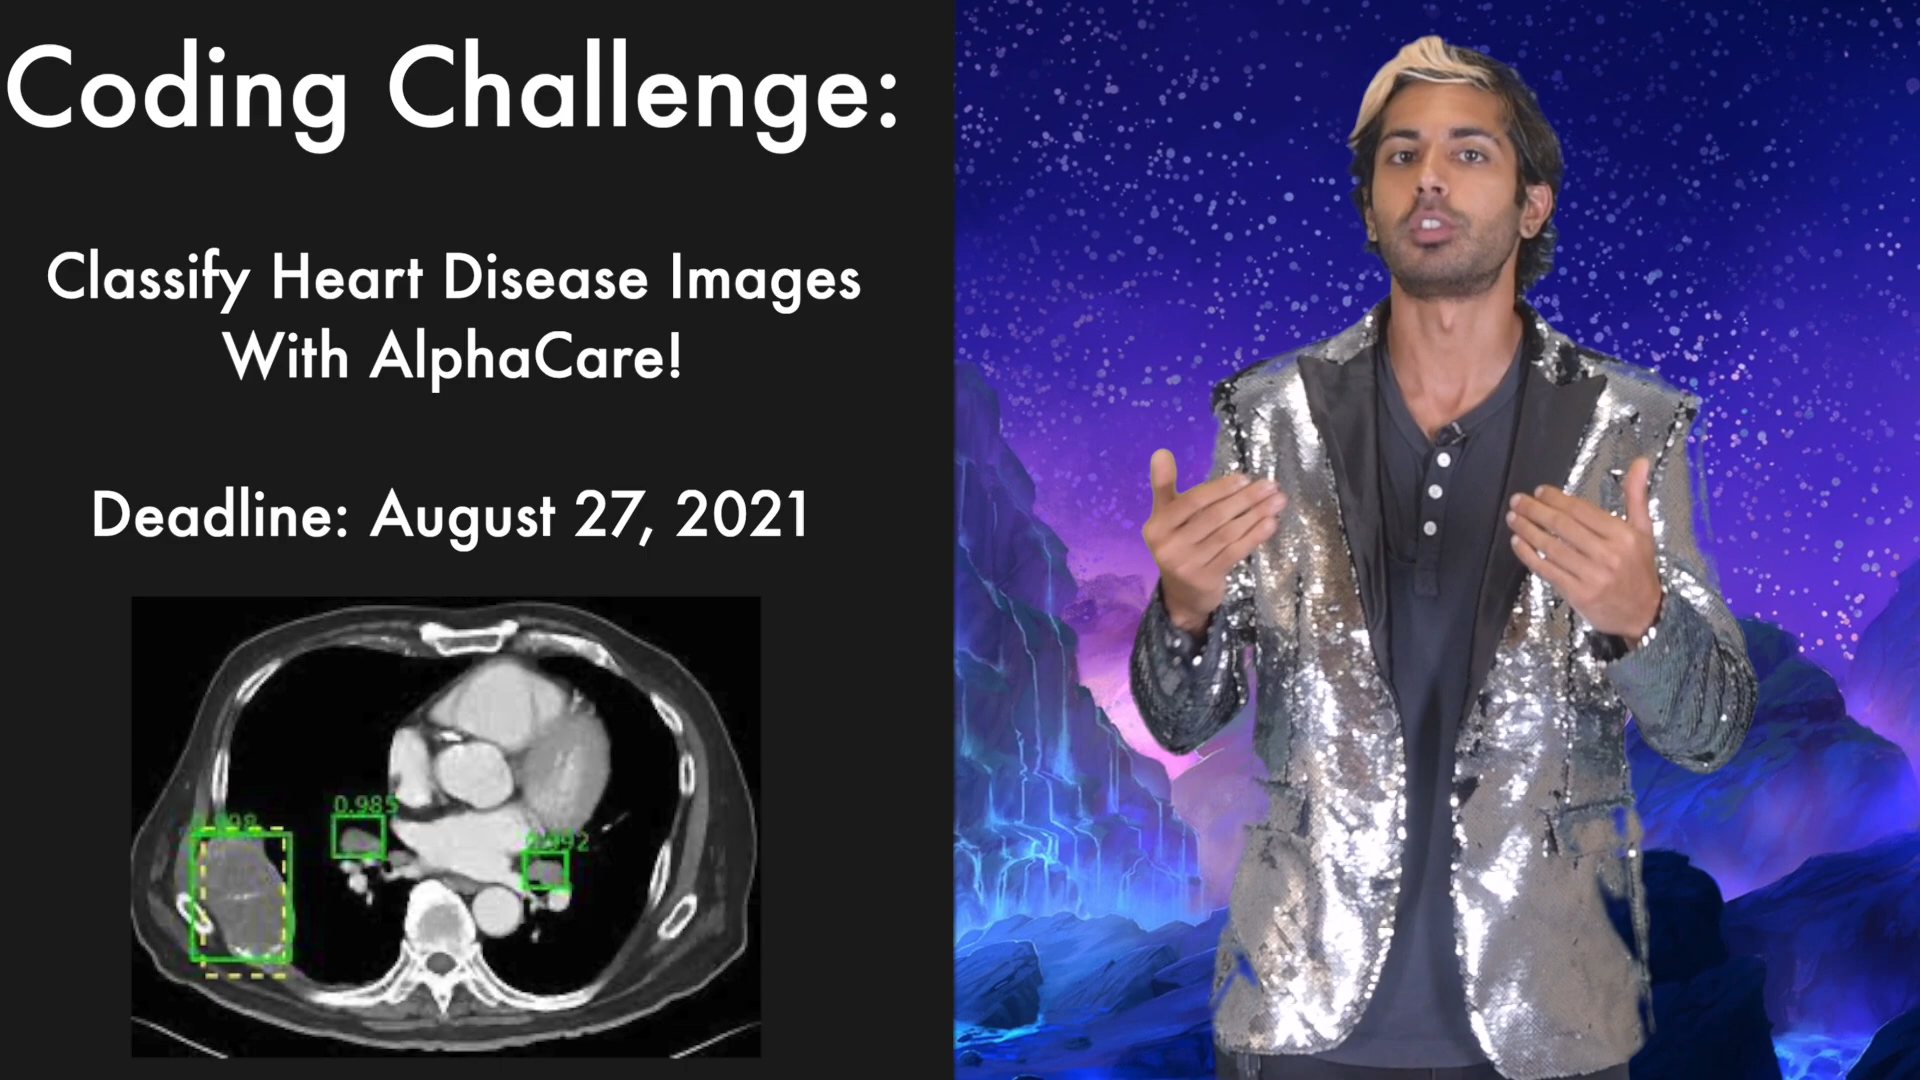 Coding Challenge:
Classify Heart Disease Images
With AlphaCare!
Deadline: August 27, 2021
0.985